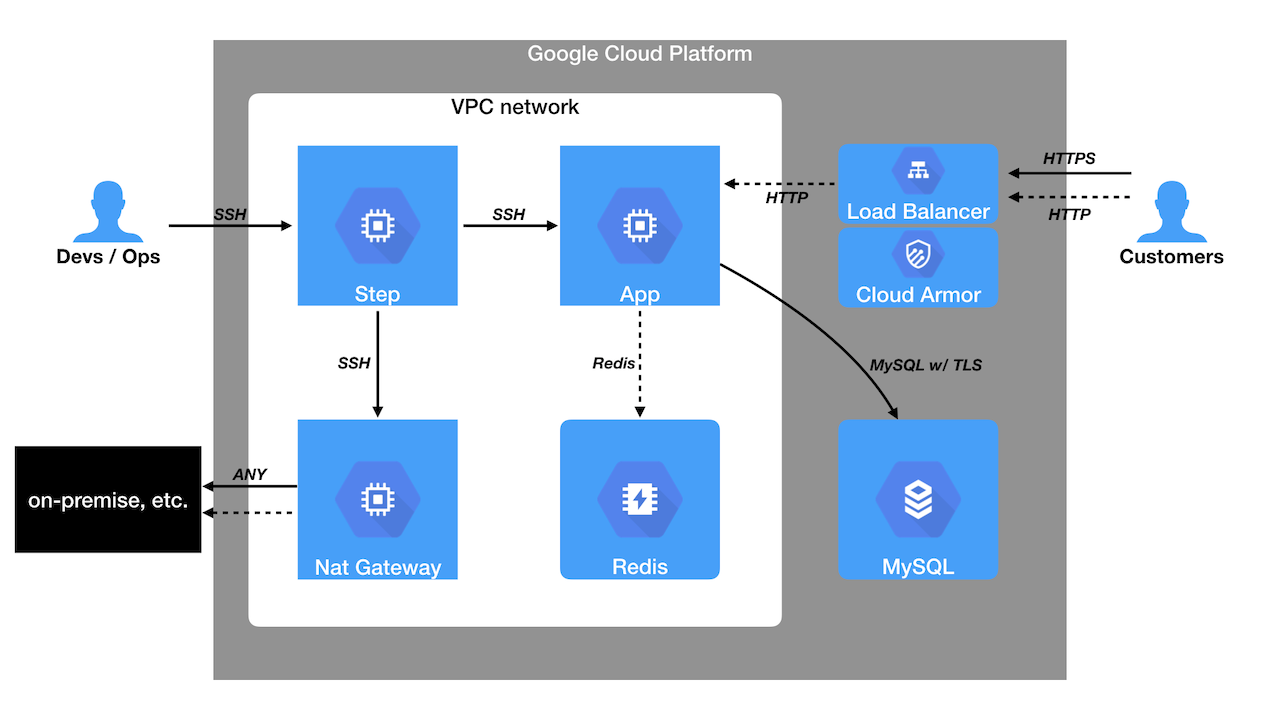 Google Cloud Platform
VPC network
HTTPS
HTTP
HTTP
Load Balancer
SSH
SSH
Devs / Ops
Customers
Step
App
Cloud Armor
SSH
Redis
MySQL w/ TLS
ANY
on-premise, etc.
Nat Gateway
Redis
MySQL